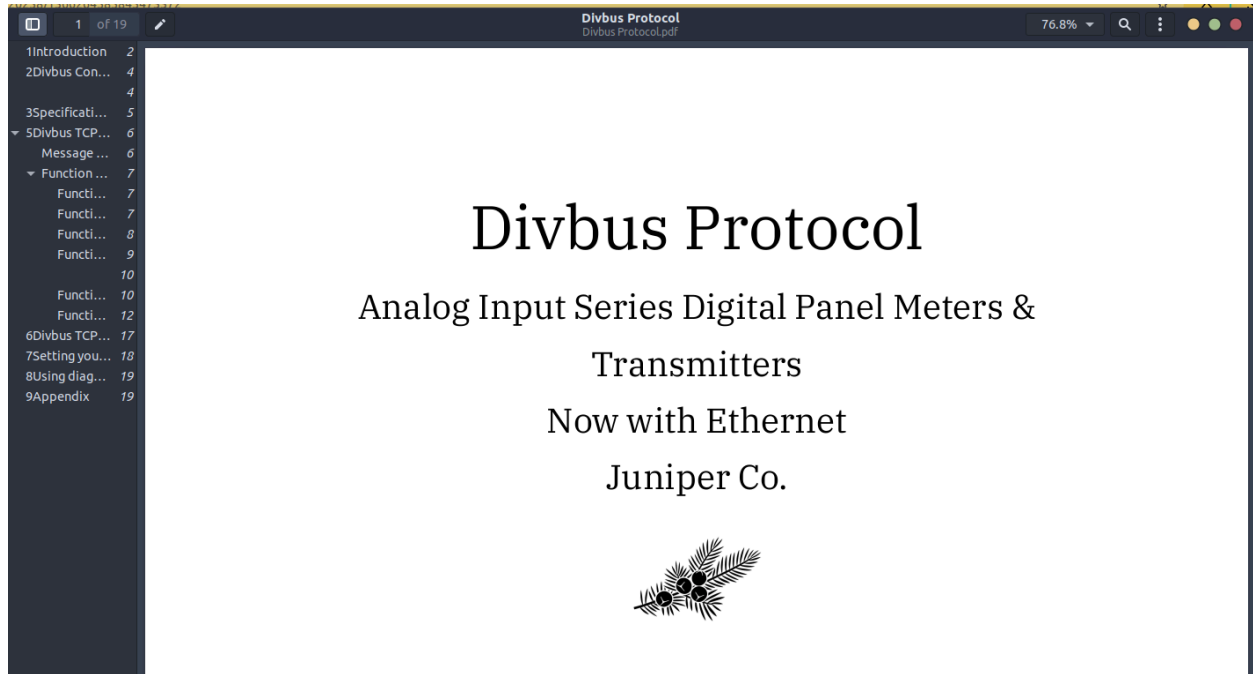 1 of 19
Divbus Protocol
Divbus Protocol.pdf
76.8%
1Introduction 2
2Divbus Con... 4
4
3Specificati... 5
5Divbus TCP... 6
Message ... 6
Function ... 7
Functi... 7
Functi... 7
Functi... 8
Functi... 9
10
Functi... 10
Functi... 12
6Divbus TCP... 17
7Setting you... 18
8Using diag... 19
9Appendix 19
Divbus Protocol
Analog Input Series Digital Panel Meters &
Transmitters
Now with Ethernet
Juniper Co.